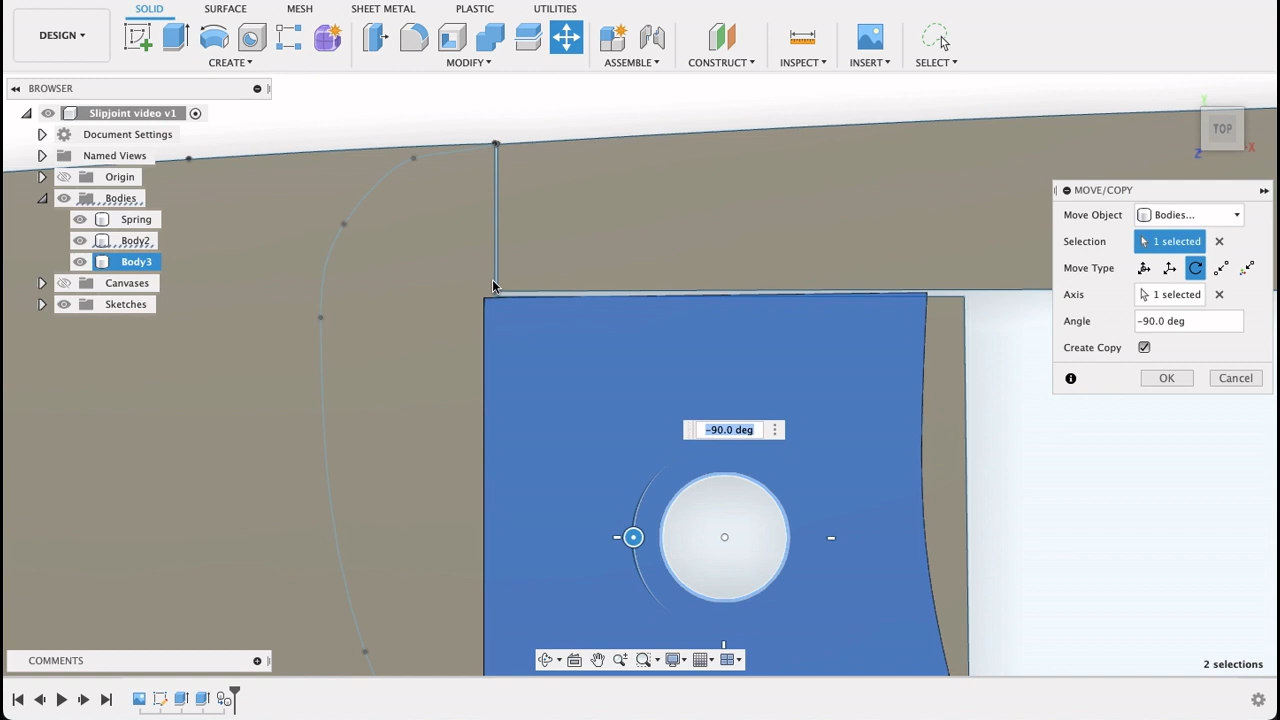 SOLID SURFACE MESH SHEET METAL PLASTIC UTILITIES
DESIGN
CREATE MODIFY ASSEMBLE CONSTRUCT INSPECT INSERT SELECT
BROWSER
Slipjoint video v1
Document Settings
Named Views
Origin
Bodies
Spring
Body2
Body3
Canvases
Sketches
Y
TOP
X
Z
MOVE/COPY
Move Object Bodies...
Selection 1 selected
Move Type
Axis 1 selected
Angle -90.0 deg
Create Copy
OK Cancel
-90.0 deg
COMMENTS
2 selections